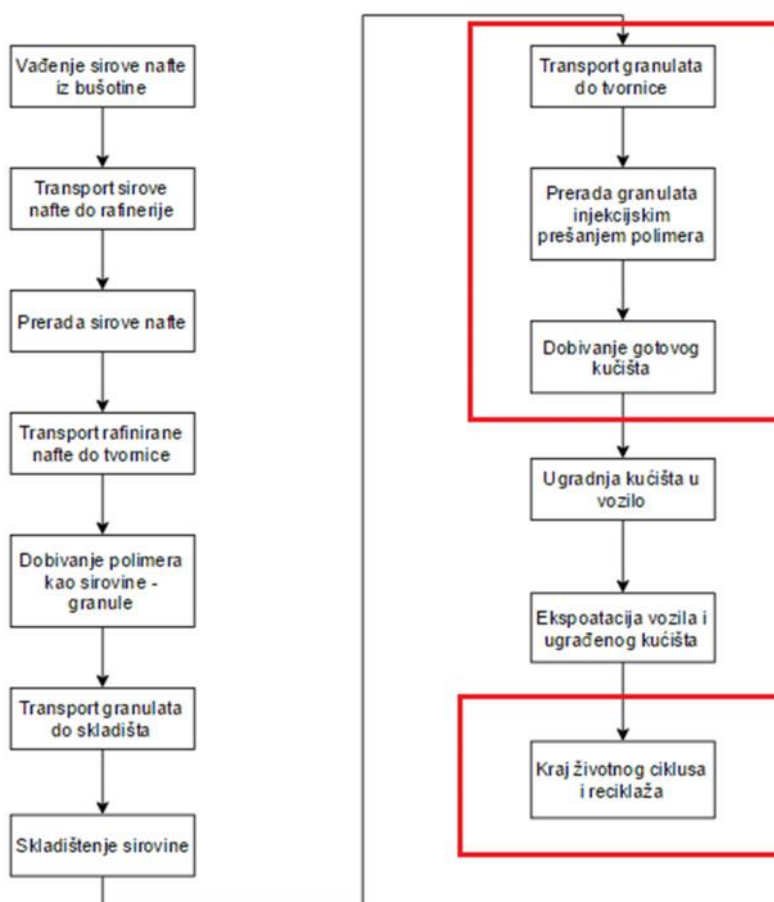 Vađenje sirove nafte
iz bušotine
Transport sirove
nafte do rafinerije
Prerada sirove nafte
Transport rafinirane
nafte do tvornice
Dobivanje polimera
kao sirovine -
granule
Transport granulata
do skladišta
Skladištenje sirovine
Transport granulata
do tvornice
Prerada granulata
injekcijskim
prešanjem polimera
Dobivanje gotovog
kučišta
Ugradnja kućišta u
vozilo
Ekspoatacija vozila i
ugrađenog kućišta
Kraj životnog ciklusa
i reciklaža